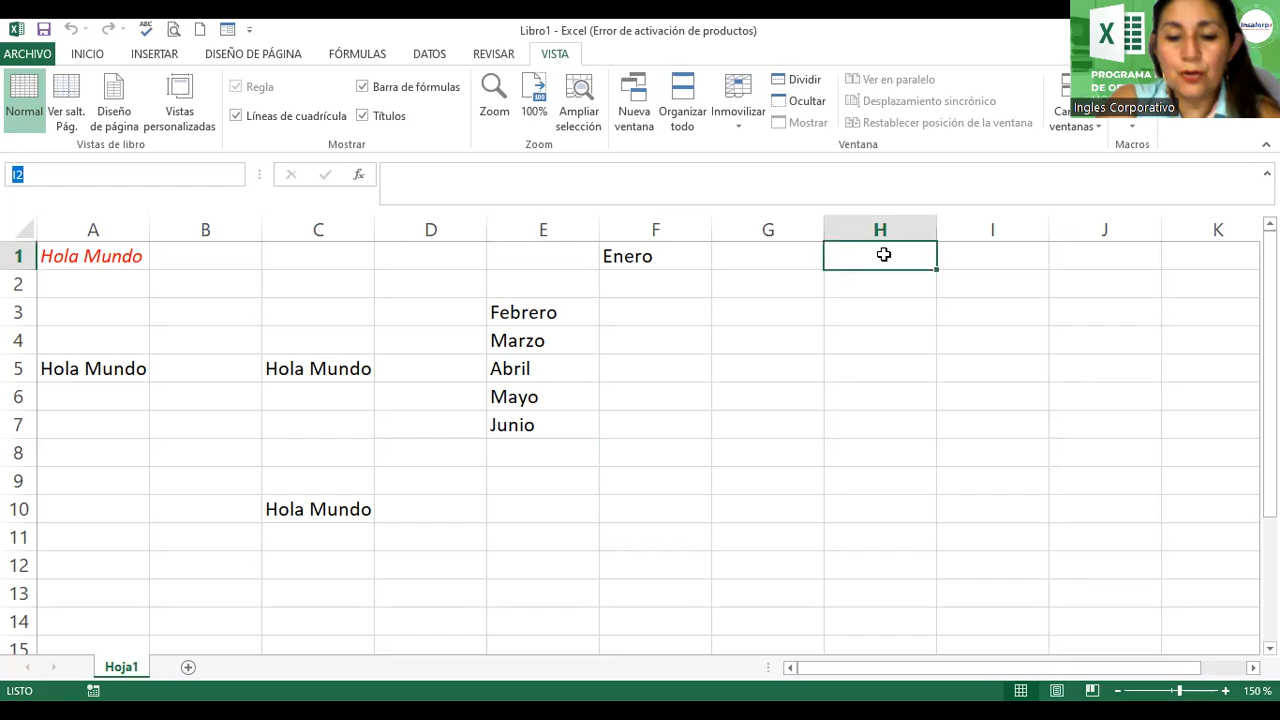 Libro1 - Excel (Error de activación de productos)
ARCHIVO INICIO INSERTAR DISEÑO DE PÁGINA FÓRMULAS DATOS REVISAR VISTA
Normal
Ver salt. Pág.
Diseño de página
Vistas personalizadas
Vistas de libro
Regla
Barra de fórmulas
Líneas de cuadrícula
Títulos
Mostrar
Zoom
100%
Ampliar selección
Zoom
Nueva ventana
Organizar todo
Inmovilizar
Dividir
Ocultar
Mostrar
Ver en paralelo
Desplazamiento sincrónico
Restablecer posición de la ventana
ventanas
Ventana
Macros
PROGRAMA
DE
Insaforp
Ingles Corporativo
I2
fx
A B C D E F G H I J K
1 Hola Mundo Enero
2
3 Febrero
4 Marzo
5 Hola Mundo Hola Mundo Abril
6 Mayo
7 Junio
8
9
10 Hola Mundo
11
12
13
14
15
Hoja1
LISTO
150 %